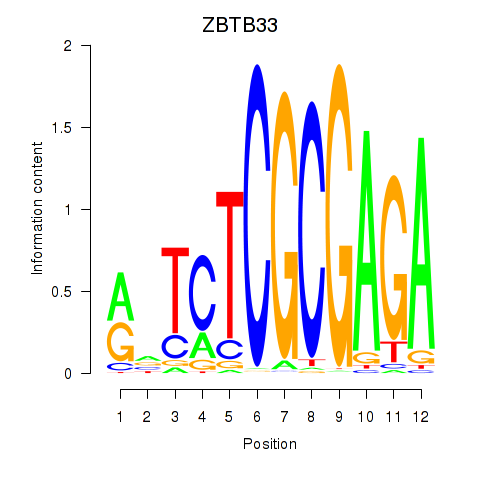 ZBTB33
Information content
2
1.5
1
0.5
0
A G C
T C G A
C A G T
T C G A
C
G A
C T
G
A G T C
G T C A
A G T C
1 2 3 4 5 6 7 8 9 10 11 12
Position